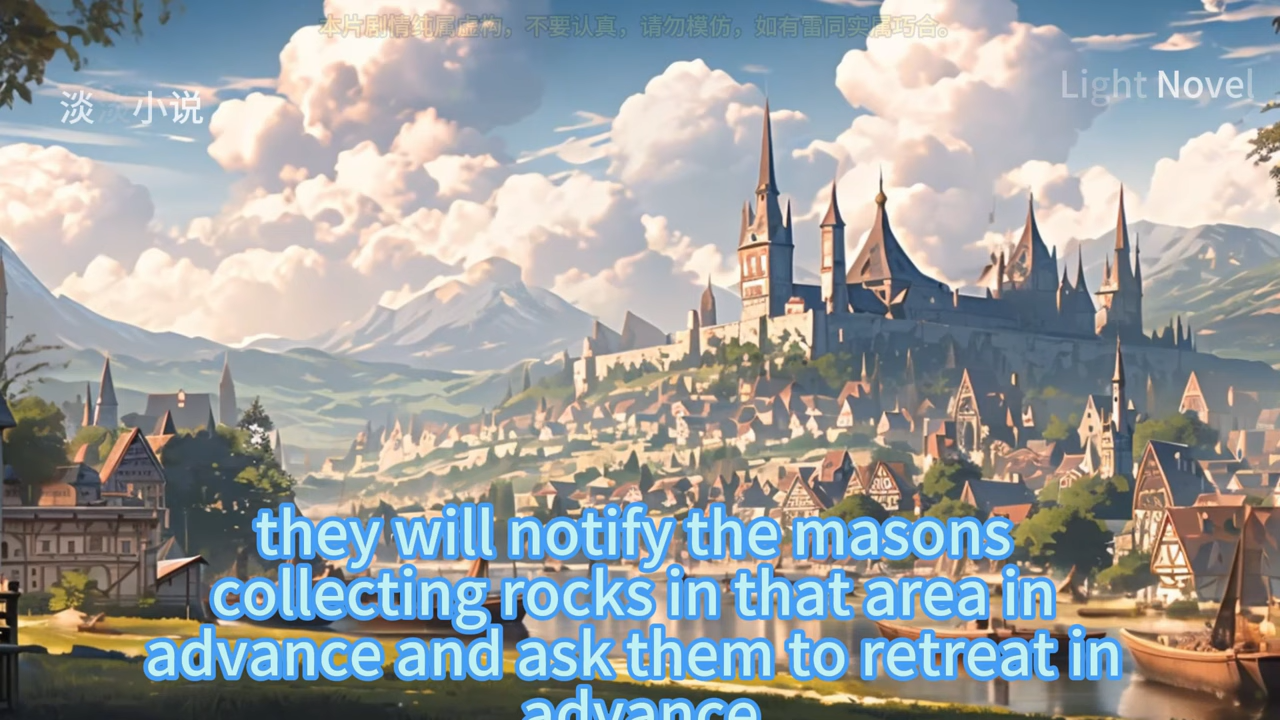 本片剧情纯属虚构，不要认真，请勿模仿，如有雷同实属巧合。
淡淡小说
Light Novel
they will notify the masons
collecting rocks in that area in
advance and ask them to retreat in
advance